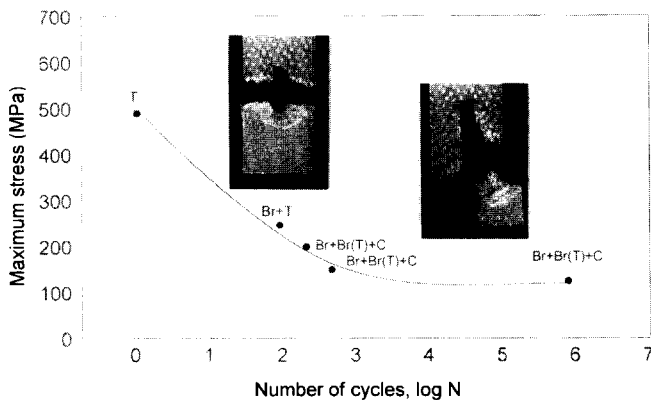 700
600
500
400
300
200
100
0
Maximum stress (MPa)
T
Br+T
Br+Br(T)+C
Br+Br(T)+C
Br+Br(T)+C
0 1 2 3 4 5 6 7
Number of cycles, log N